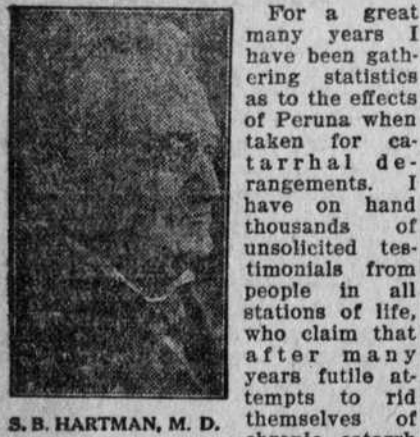 For a great
many years I
have been gath-
ering statistics
as to the effects
of Peruna when
taken for ca-
tarrhal de-
rangements. I
have on hand
thousands of
unsolicited tes-
timonials from
people in all
stations of life,
who claim that
after many
years futile at-
tempts to rid
themselves of
S. B. HARTMAN, M. D.